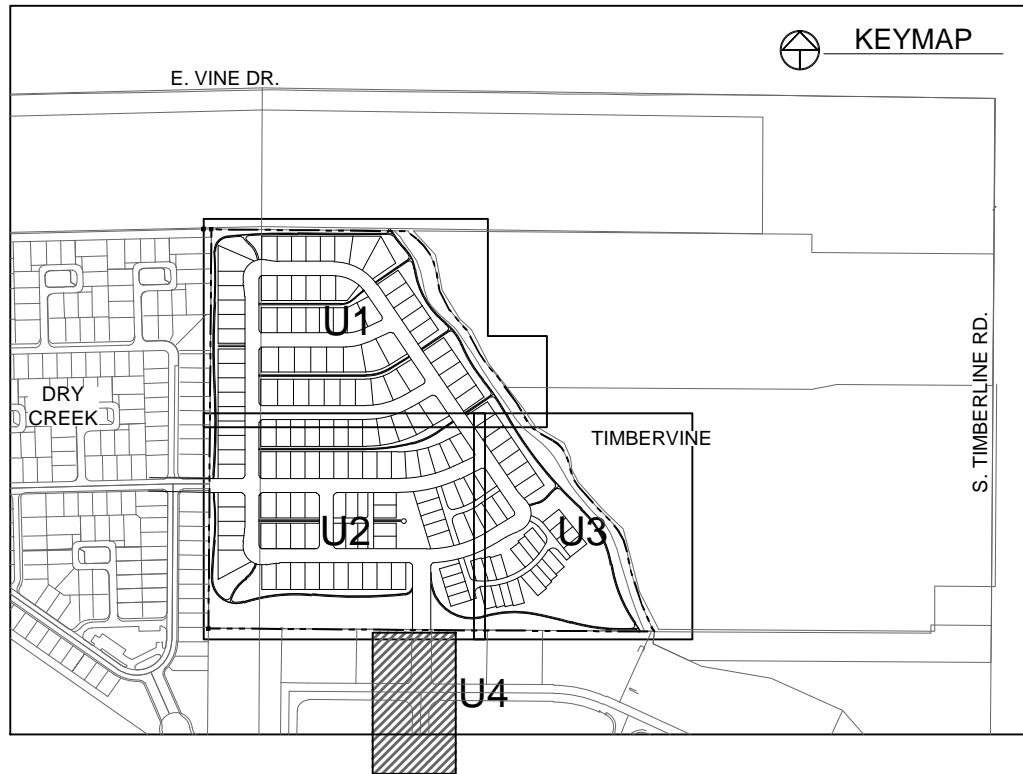 KEYMAP
E. VINE DR.
U1
DRY
CREEK
TIMBERVINE
S. TIMBERLINE RD.
U2
U3
U4